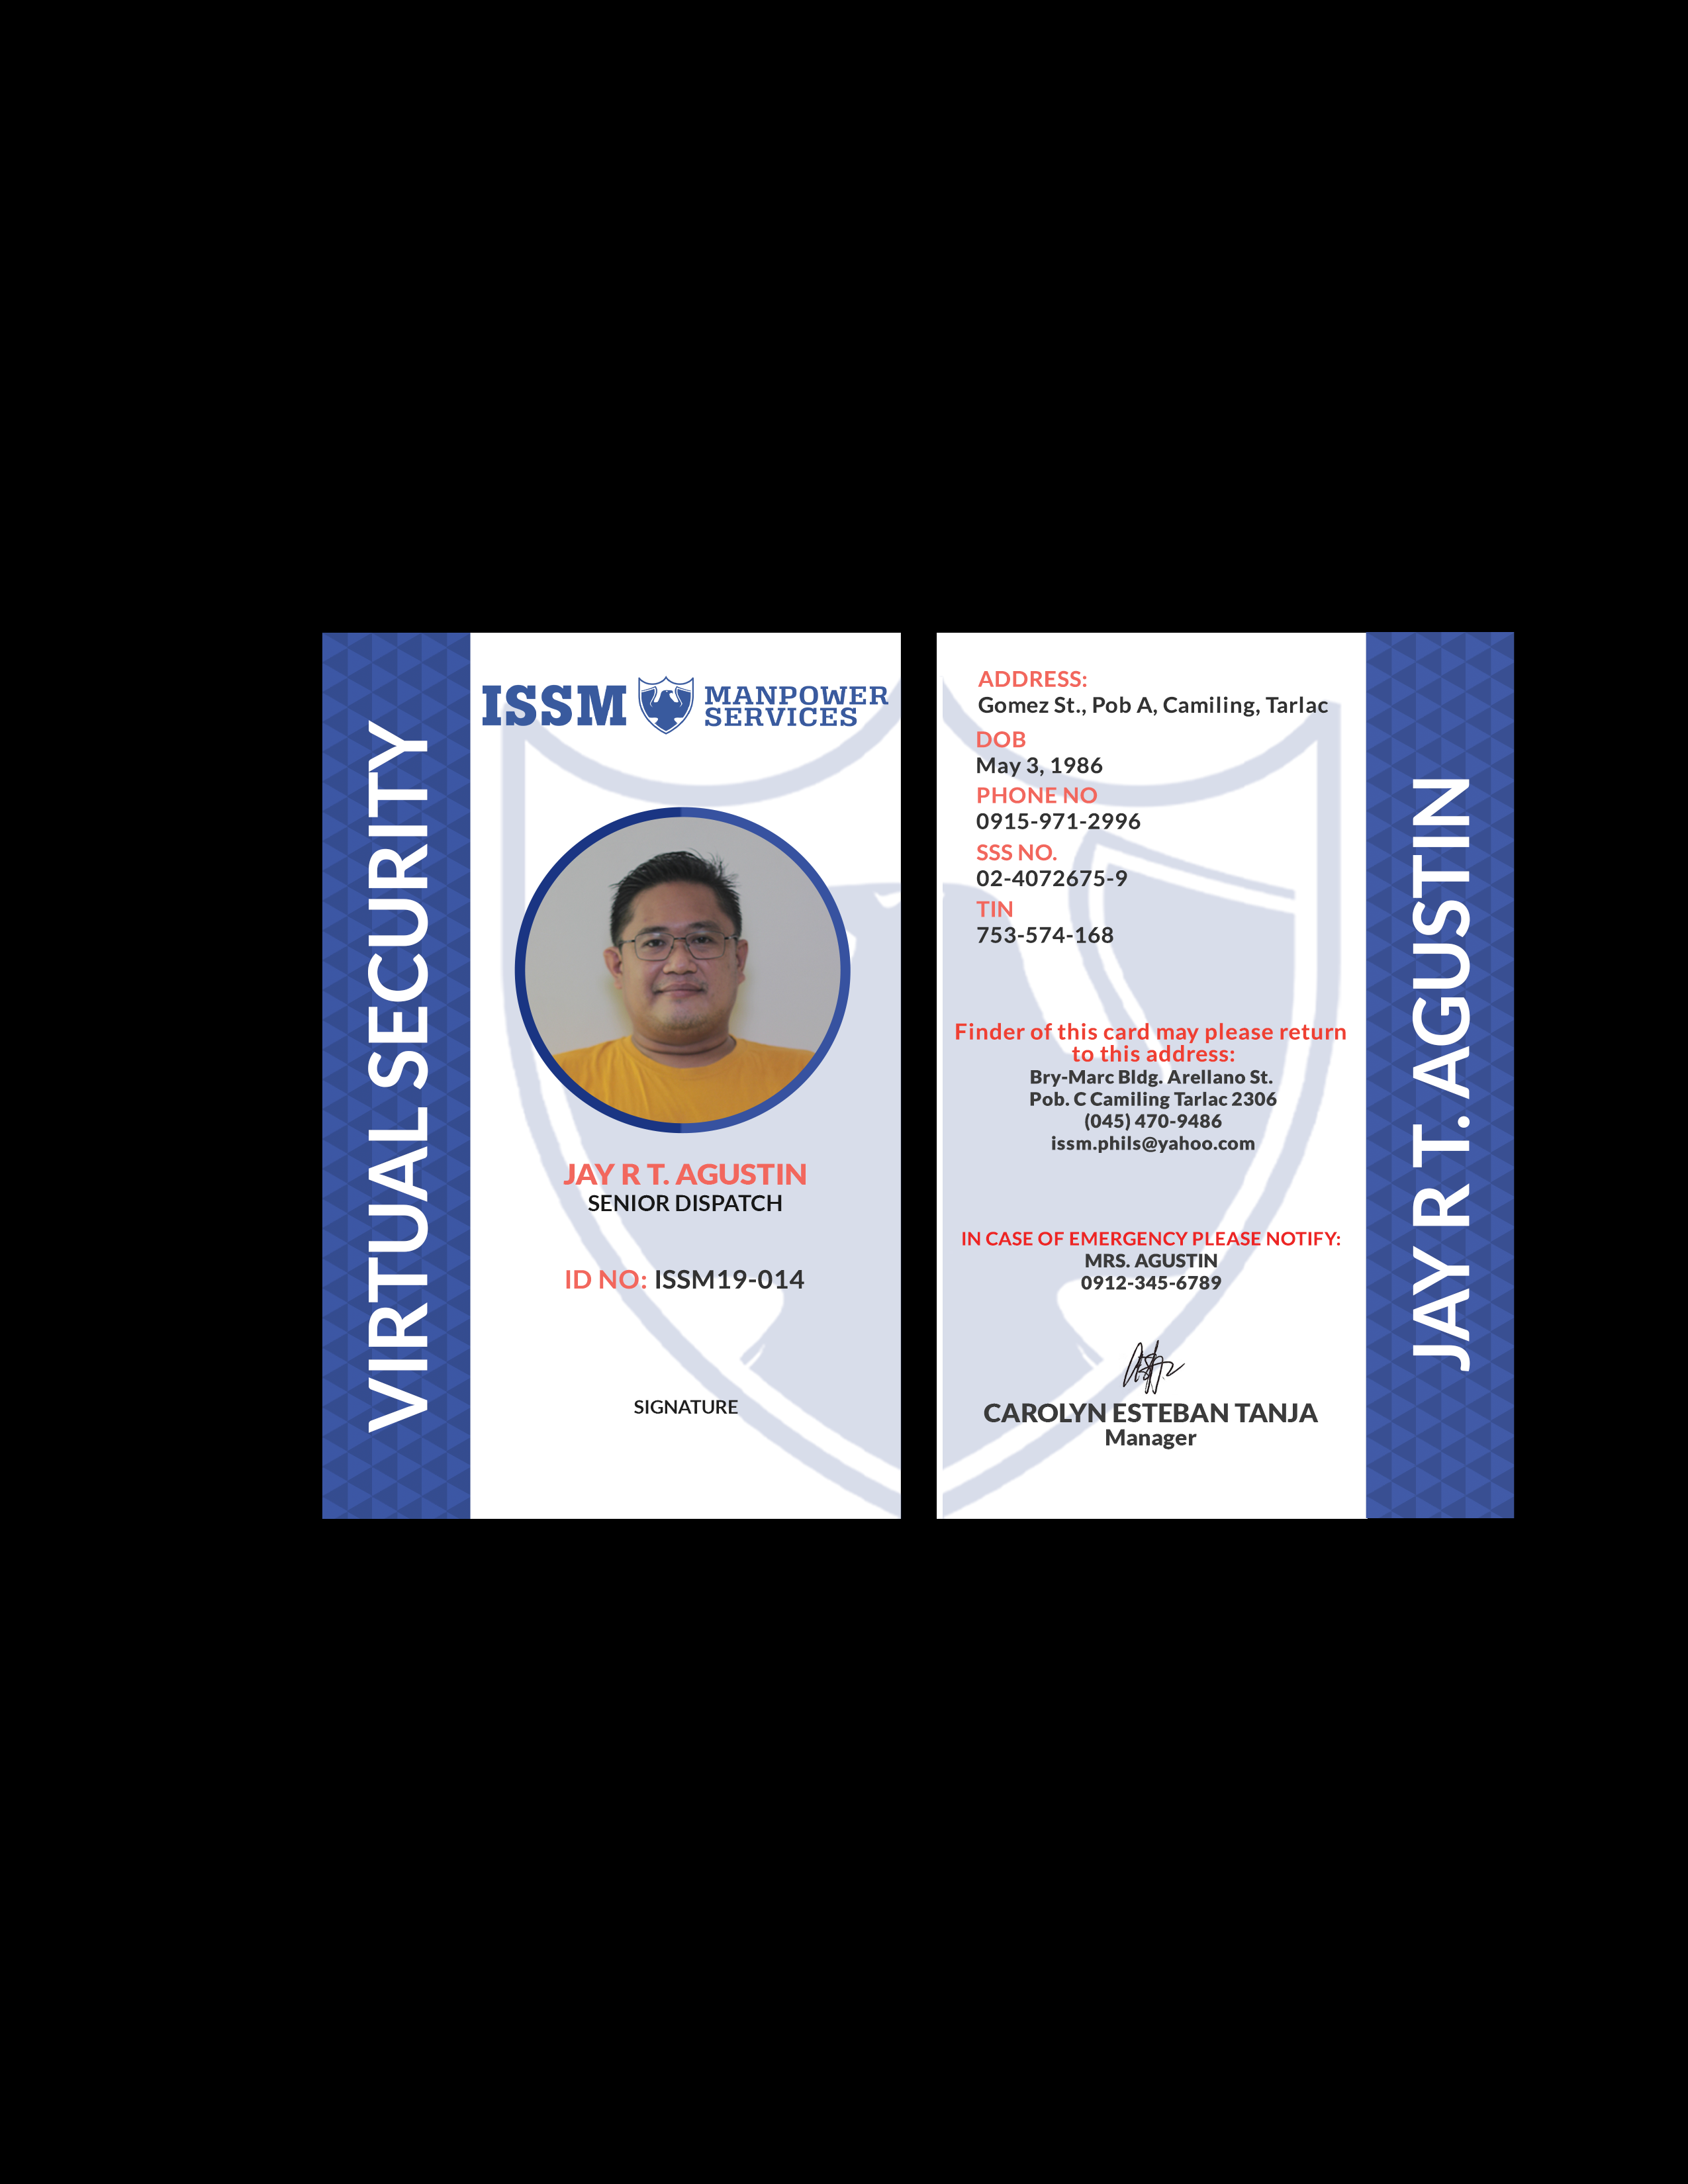 VIRTUAL SECURITY
ISSM
MANPOWER
SERVICES
JAY R T. AGUSTIN
SENIOR DISPATCH
ID NO: ISSM19-014
SIGNATURE
ADDRESS:
Gomez St., Pob A, Camiling, Tarlac
DOB
May 3, 1986
PHONE NO
0915-971-2996
SSS NO.
02-4072675-9
TIN
753-574-168
Finder of this card may please return
to this address:
Bry-Marc Bldg. Arellano St.
Pob. C Camiling Tarlac 2306
(045) 470-9486
issm.phils@yahoo.com
IN CASE OF EMERGENCY PLEASE NOTIFY:
MRS. AGUSTIN
0912-345-6789
CAROLYN ESTEBAN TANJA
Manager
JAY R T. AGUSTIN